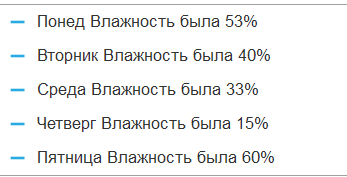 Понед Влажность была 53%
Вторник Влажность была 40%
Среда Влажность была 33%
Четверг Влажность была 15%
Пятница Влажность была 60%